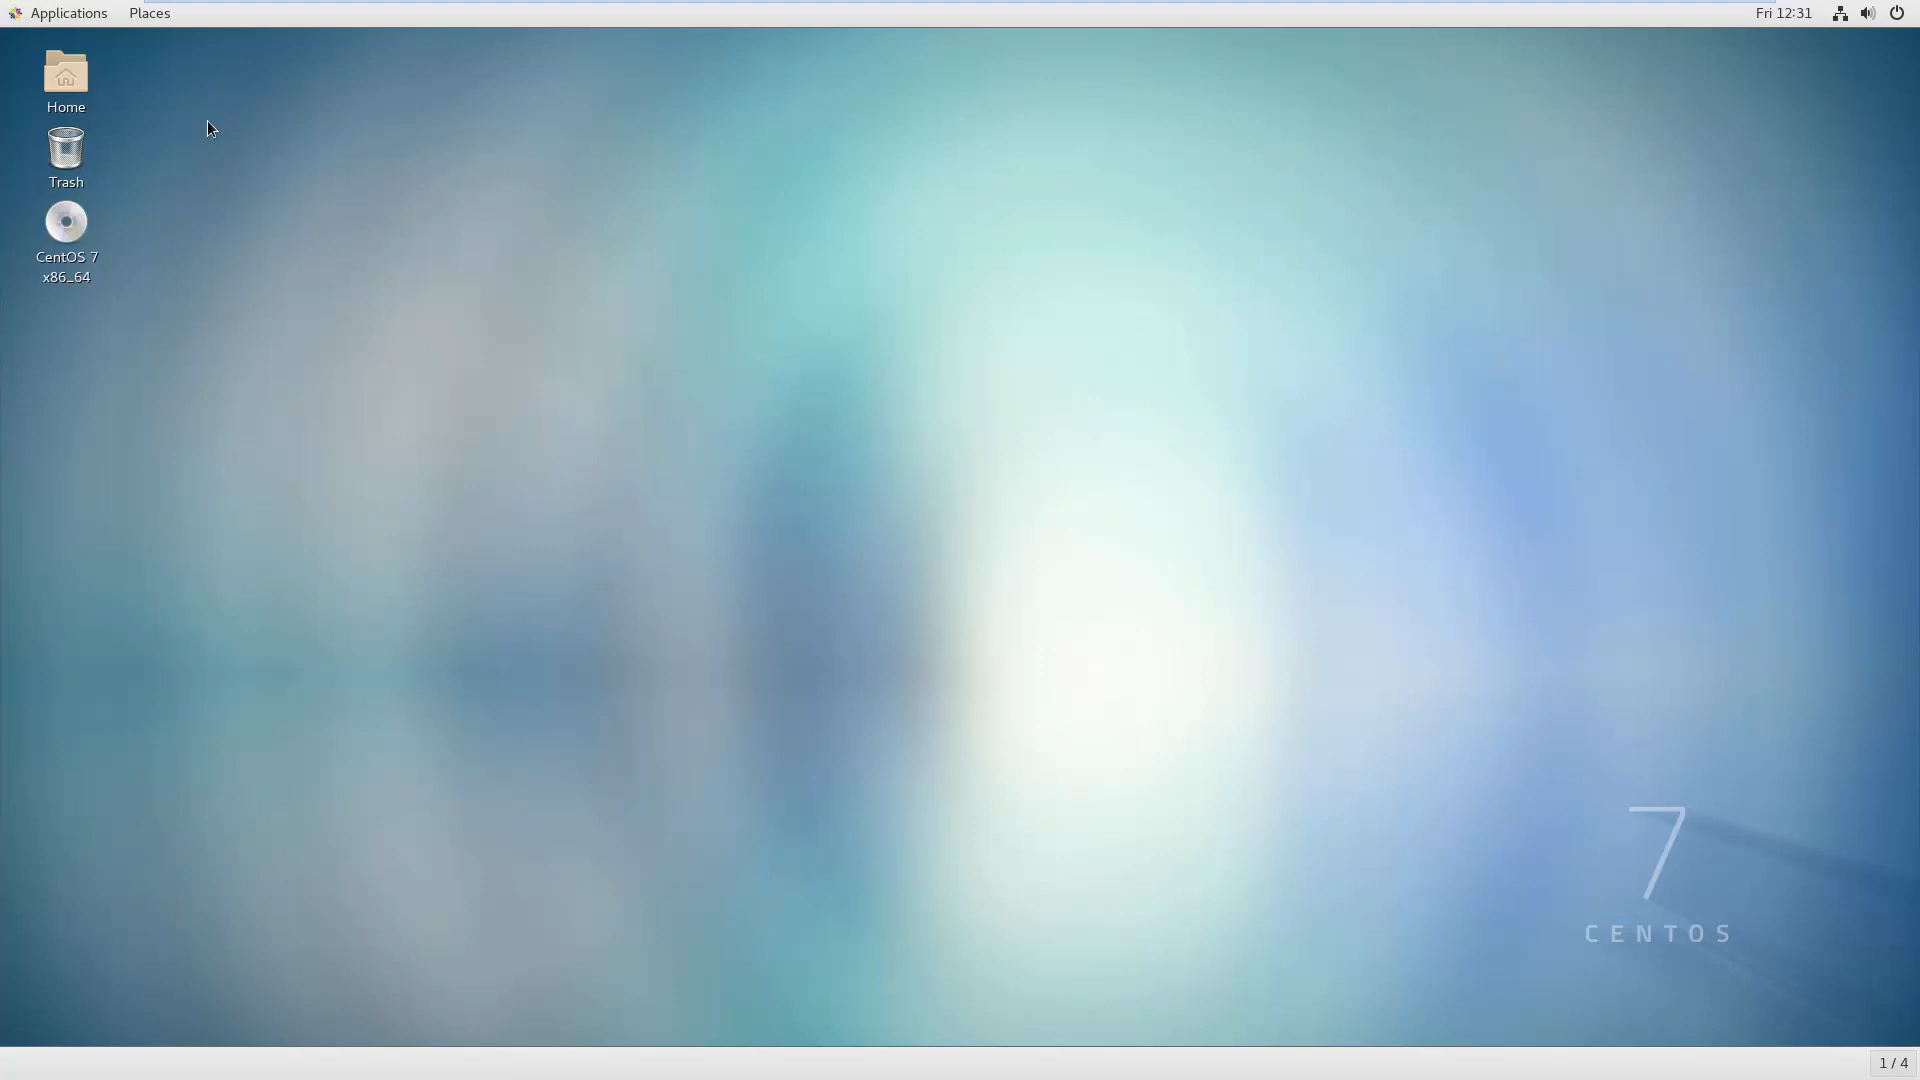 Applications Places Fri 12:31
Home
Trash
CentOS 7
x86_64
7
CENTOS
1 / 4